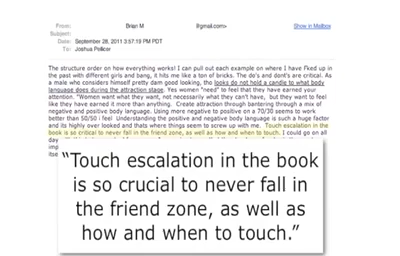 From: Brian M @gmail.com> Show in Mailbox
Subject:
Date: September 28, 2011 3:57:19 PM PDT
To: Joshua Pellicer
The structure order on how everything works! I can pull out each example on where I have f'ked up in
the past with different girls and bang, it hits me like a ton of bricks. The do's and dont's are critical. As
a male who considers himself pretty dam good looking, the looks do not hold a candle to what body
language does during the attraction stage. Yes women "need" to feel that they have earned your
attention. "Women want what they want, not necessarily what they can't have, but they want to feel
like they have earned it more than anything. Create attraction through bantering through a mix of
negative and positive body language. Using more negative to positive on a 70/30 seems to work
better than 50/50 i feel Understanding the positive and negative body language is such a huge factor
and its highly over looked and thats where things seem to screw up with me. Touch escalation in the
book is so critical to never fall in the friend zone, as well as how and when to touch. I could go on all
day
imp
itse
“Touch escalation in the book
is so crucial to never fall in
the friend zone, as well as
how and when to touch.”